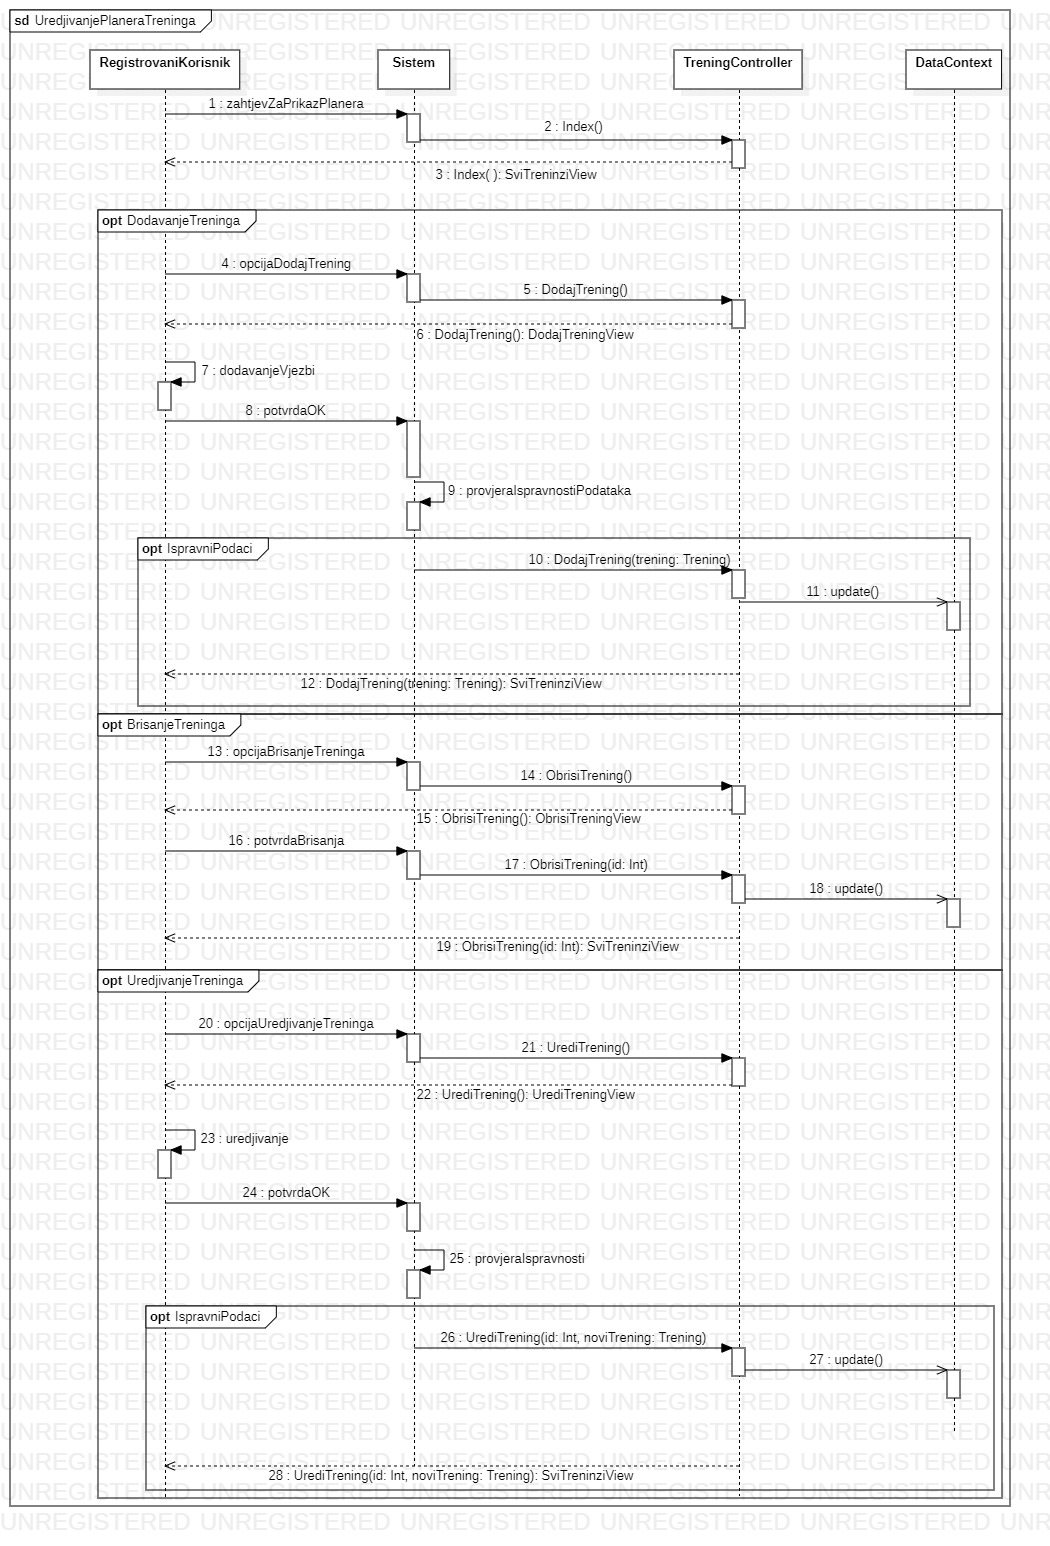 sd UredjivanjePlaneraTreninga
RegistrovaniKorisnik
Sistem
TreningController
DataContext
1 : zahtjevZaPrikazPlanera
2 : Index()
3 : Index( ): SviTreninziView
opt DodavanjeTreninga
4 : opcijaDodajTrening
5 : DodajTrening()
6 : DodajTrening(): DodajTreningView
7 : dodavanjeVjezbi
8 : potvrdaOK
9 : provjeraIspravnostiPodataka
opt IspravniPodaci
10 : DodajTrening(trening: Trening)
11 : update()
12 : DodajTrening(trening: Trening): SviTreninziView
opt BrisanjeTreninga
13 : opcijaBrisanjeTreninga
14 : ObrisiTrening()
15 : ObrisiTrening(): ObrisiTreningView
16 : potvrdaBrisanja
17 : ObrisiTrening(id: Int)
18 : update()
19 : ObrisiTrening(id: Int): SviTreninziView
opt UredjivanjeTreninga
20 : opcijaUredjivanjeTreninga
21 : UrediTrening()
22 : UrediTrening(): UrediTreningView
23 : uredjivanje
24 : potvrdaOK
25 : provjeraIspravnosti
opt IspravniPodaci
26 : UrediTrening(id: Int, noviTrening: Trening)
27 : update()
28 : UrediTrening(id: Int, noviTrening: Trening): SviTreninziView
UNREGISTERED UNREGISTERED UNREGISTERED UNREGISTERED UNREGISTERED UNR